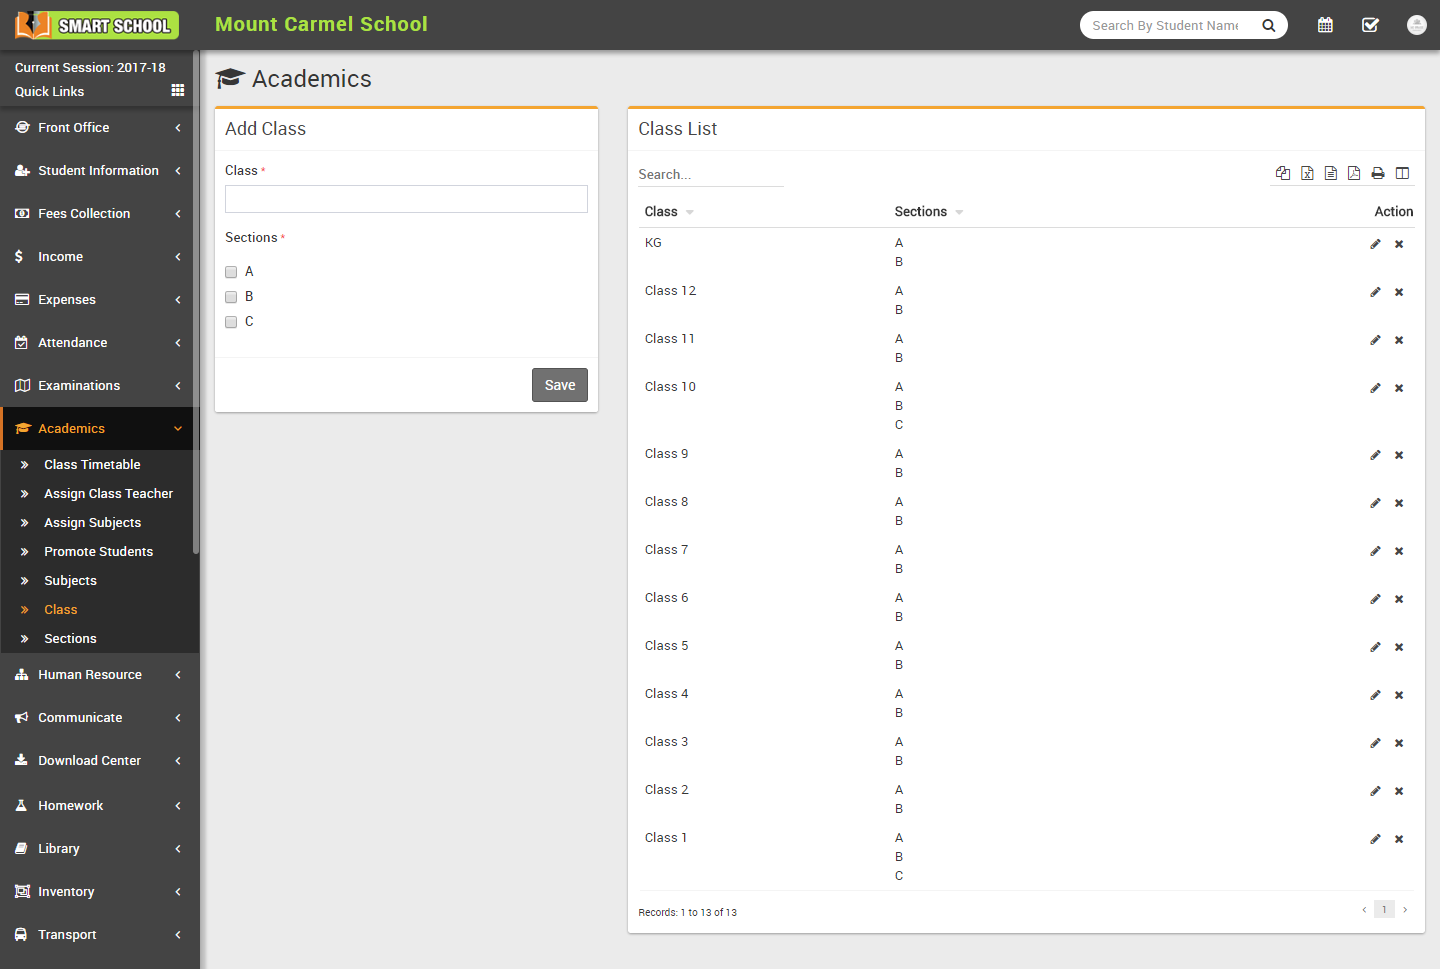 SMART SCHOOL
Mount Carmel School
Search By Student Name
Current Session: 2017-18
Quick Links
Front Office
Student Information
Fees Collection
Income
Expenses
Attendance
Examinations
Academics
Class Timetable
Assign Class Teacher
Assign Subjects
Promote Students
Subjects
Class
Sections
Human Resource
Communicate
Download Center
Homework
Library
Inventory
Transport
Academics
Add Class
Class *
Sections *
A
B
C
Save
Class List
Search...
Class Sections Action
KG A
B
Class 12 A
B
Class 11 A
B
Class 10 A
B
C
Class 9 A
B
Class 8 A
B
Class 7 A
B
Class 6 A
B
Class 5 A
B
Class 4 A
B
Class 3 A
B
Class 2 A
B
Class 1 A
B
C
Records: 1 to 13 of 13
1